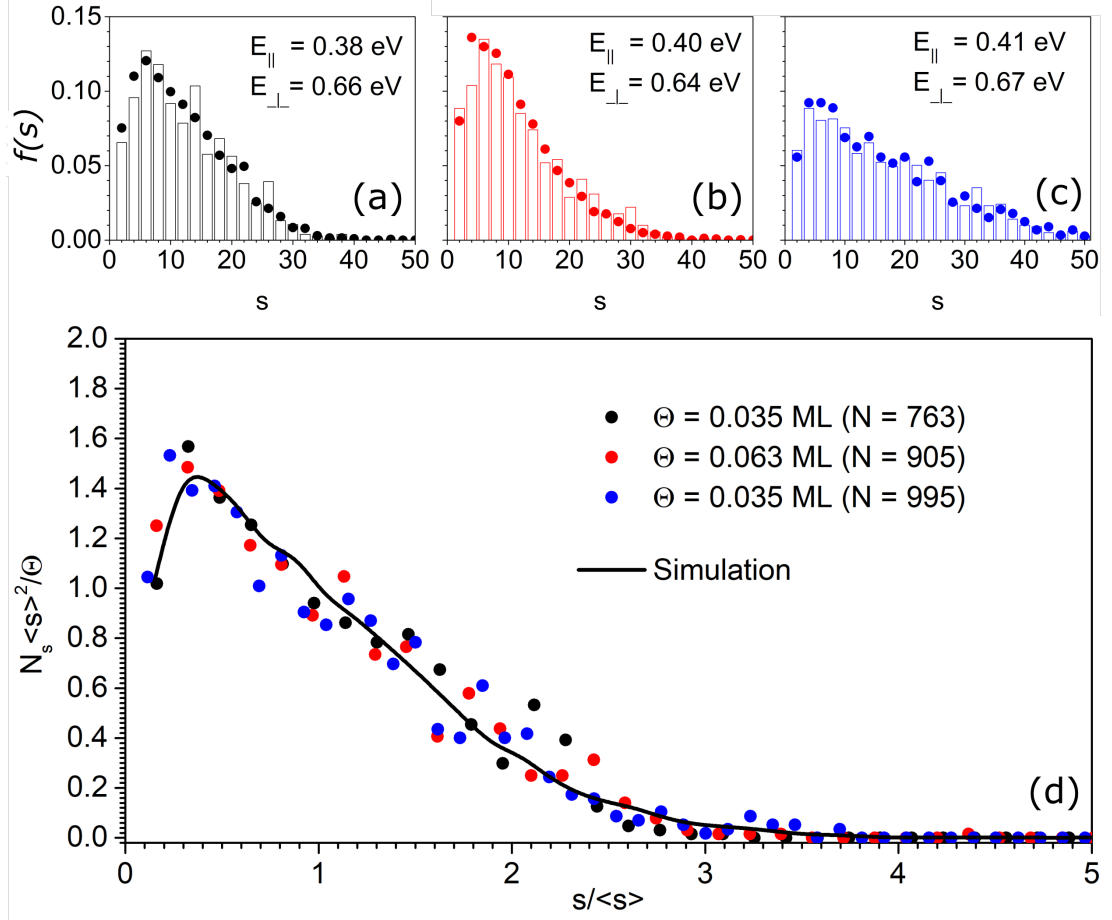 0.15
0.10
0.05
0.00
f(s)
E|| = 0.38 eV
E⊥ = 0.66 eV
(a)
0 10 20 30 40 50
s
E|| = 0.40 eV
E⊥ = 0.64 eV
(b)
0 10 20 30 40 50
s
E|| = 0.41 eV
E⊥ = 0.67 eV
(c)
0 10 20 30 40 50
s
2.0
1.8
1.6
1.4
1.2
1.0
0.8
0.6
0.4
0.2
0.0
Ns<s>²/Θ
Θ = 0.035 ML (N = 763)
Θ = 0.063 ML (N = 905)
Θ = 0.035 ML (N = 995)
Simulation
(d)
0 1 2 3 4 5
s/<s>